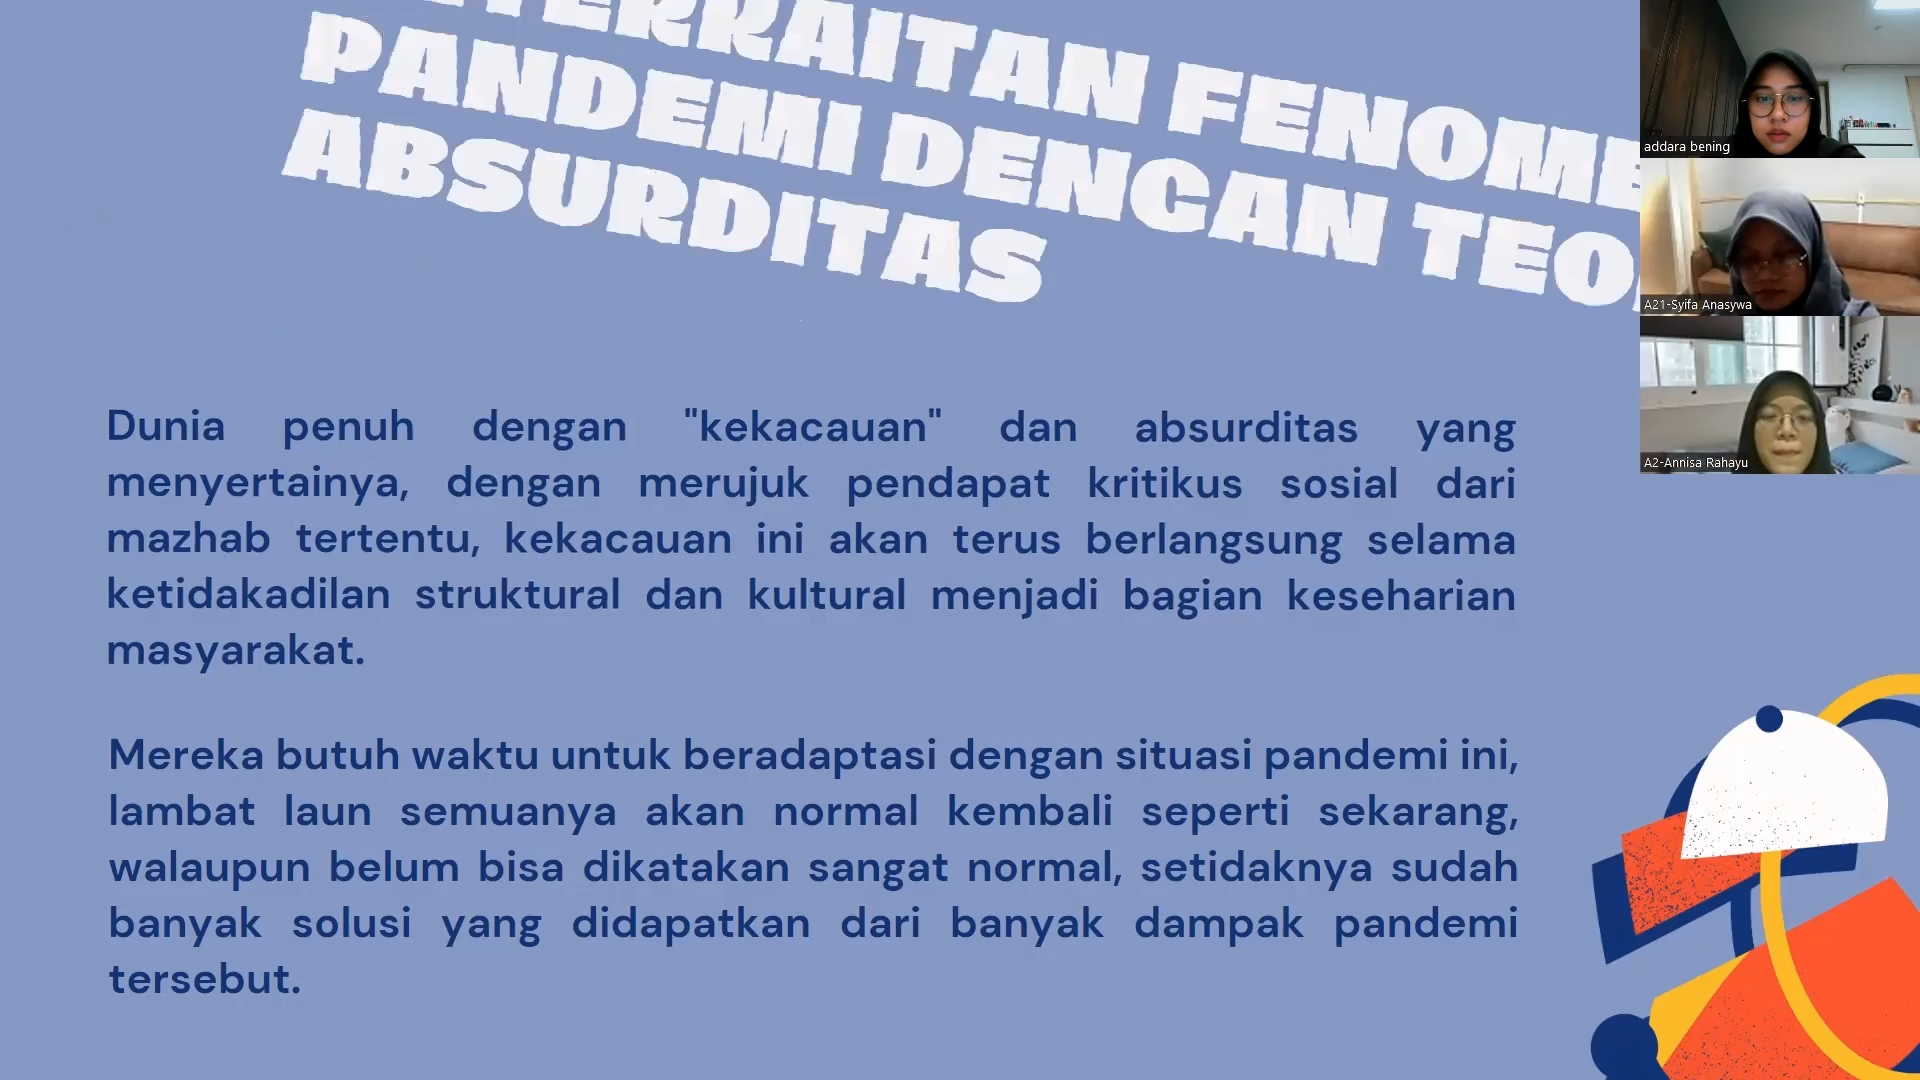 PANDEMI DENGAN
ABSURDITAS
Dunia penuh dengan "kekacauan" dan absurditas yang
menyertainya, dengan merujuk pendapat kritikus sosial dari
mazhab tertentu, kekacauan ini akan terus berlangsung selama
ketidakadilan struktural dan kultural menjadi bagian keseharian
masyarakat.
Mereka butuh waktu untuk beradaptasi dengan situasi pandemi ini,
lambat laun semuanya akan normal kembali seperti sekarang,
walaupun belum bisa dikatakan sangat normal, setidaknya sudah
banyak solusi yang didapatkan dari banyak dampak pandemi
tersebut.
addara bening
A21-Syifa Anasywa
A2-Annisa Rahayu